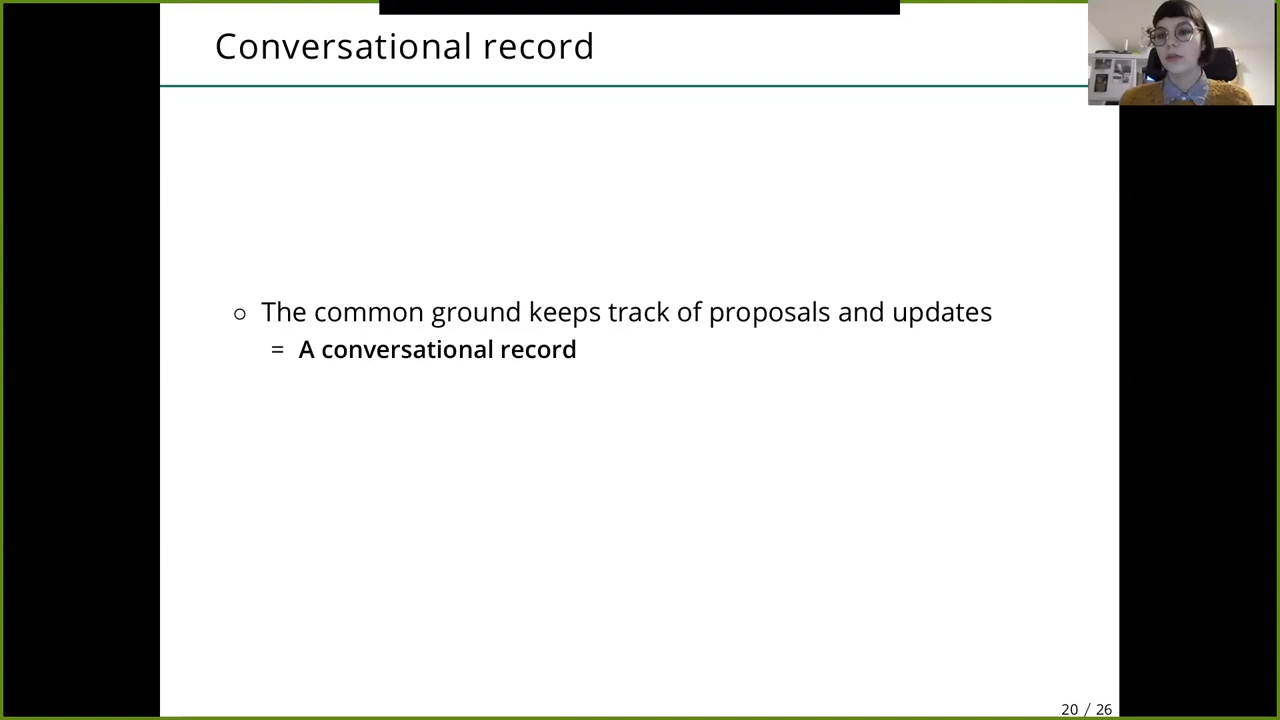 Conversational record
○ The common ground keeps track of proposals and updates
= A conversational record
20 / 26